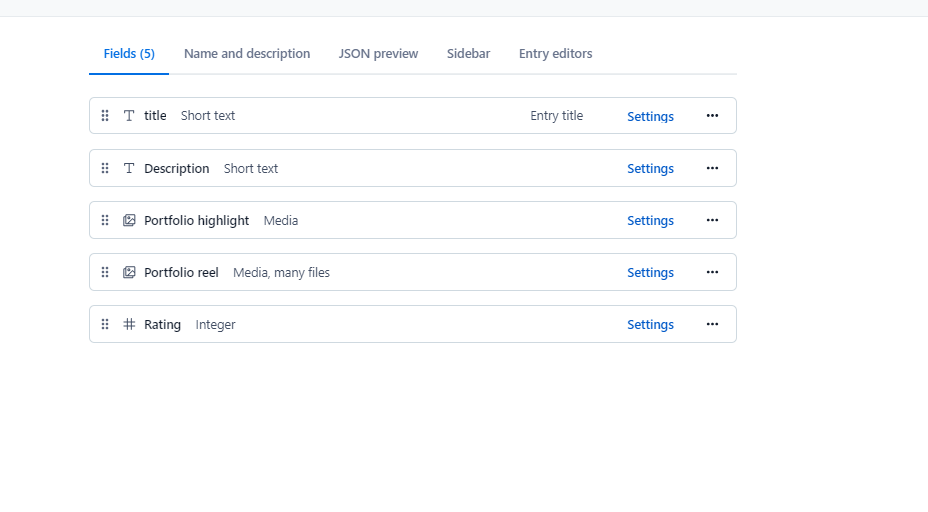 Fields (5) Name and description JSON preview Sidebar Entry editors
title Short text Entry title Settings
Description Short text Settings
Portfolio highlight Media Settings
Portfolio reel Media, many files Settings
Rating Integer Settings